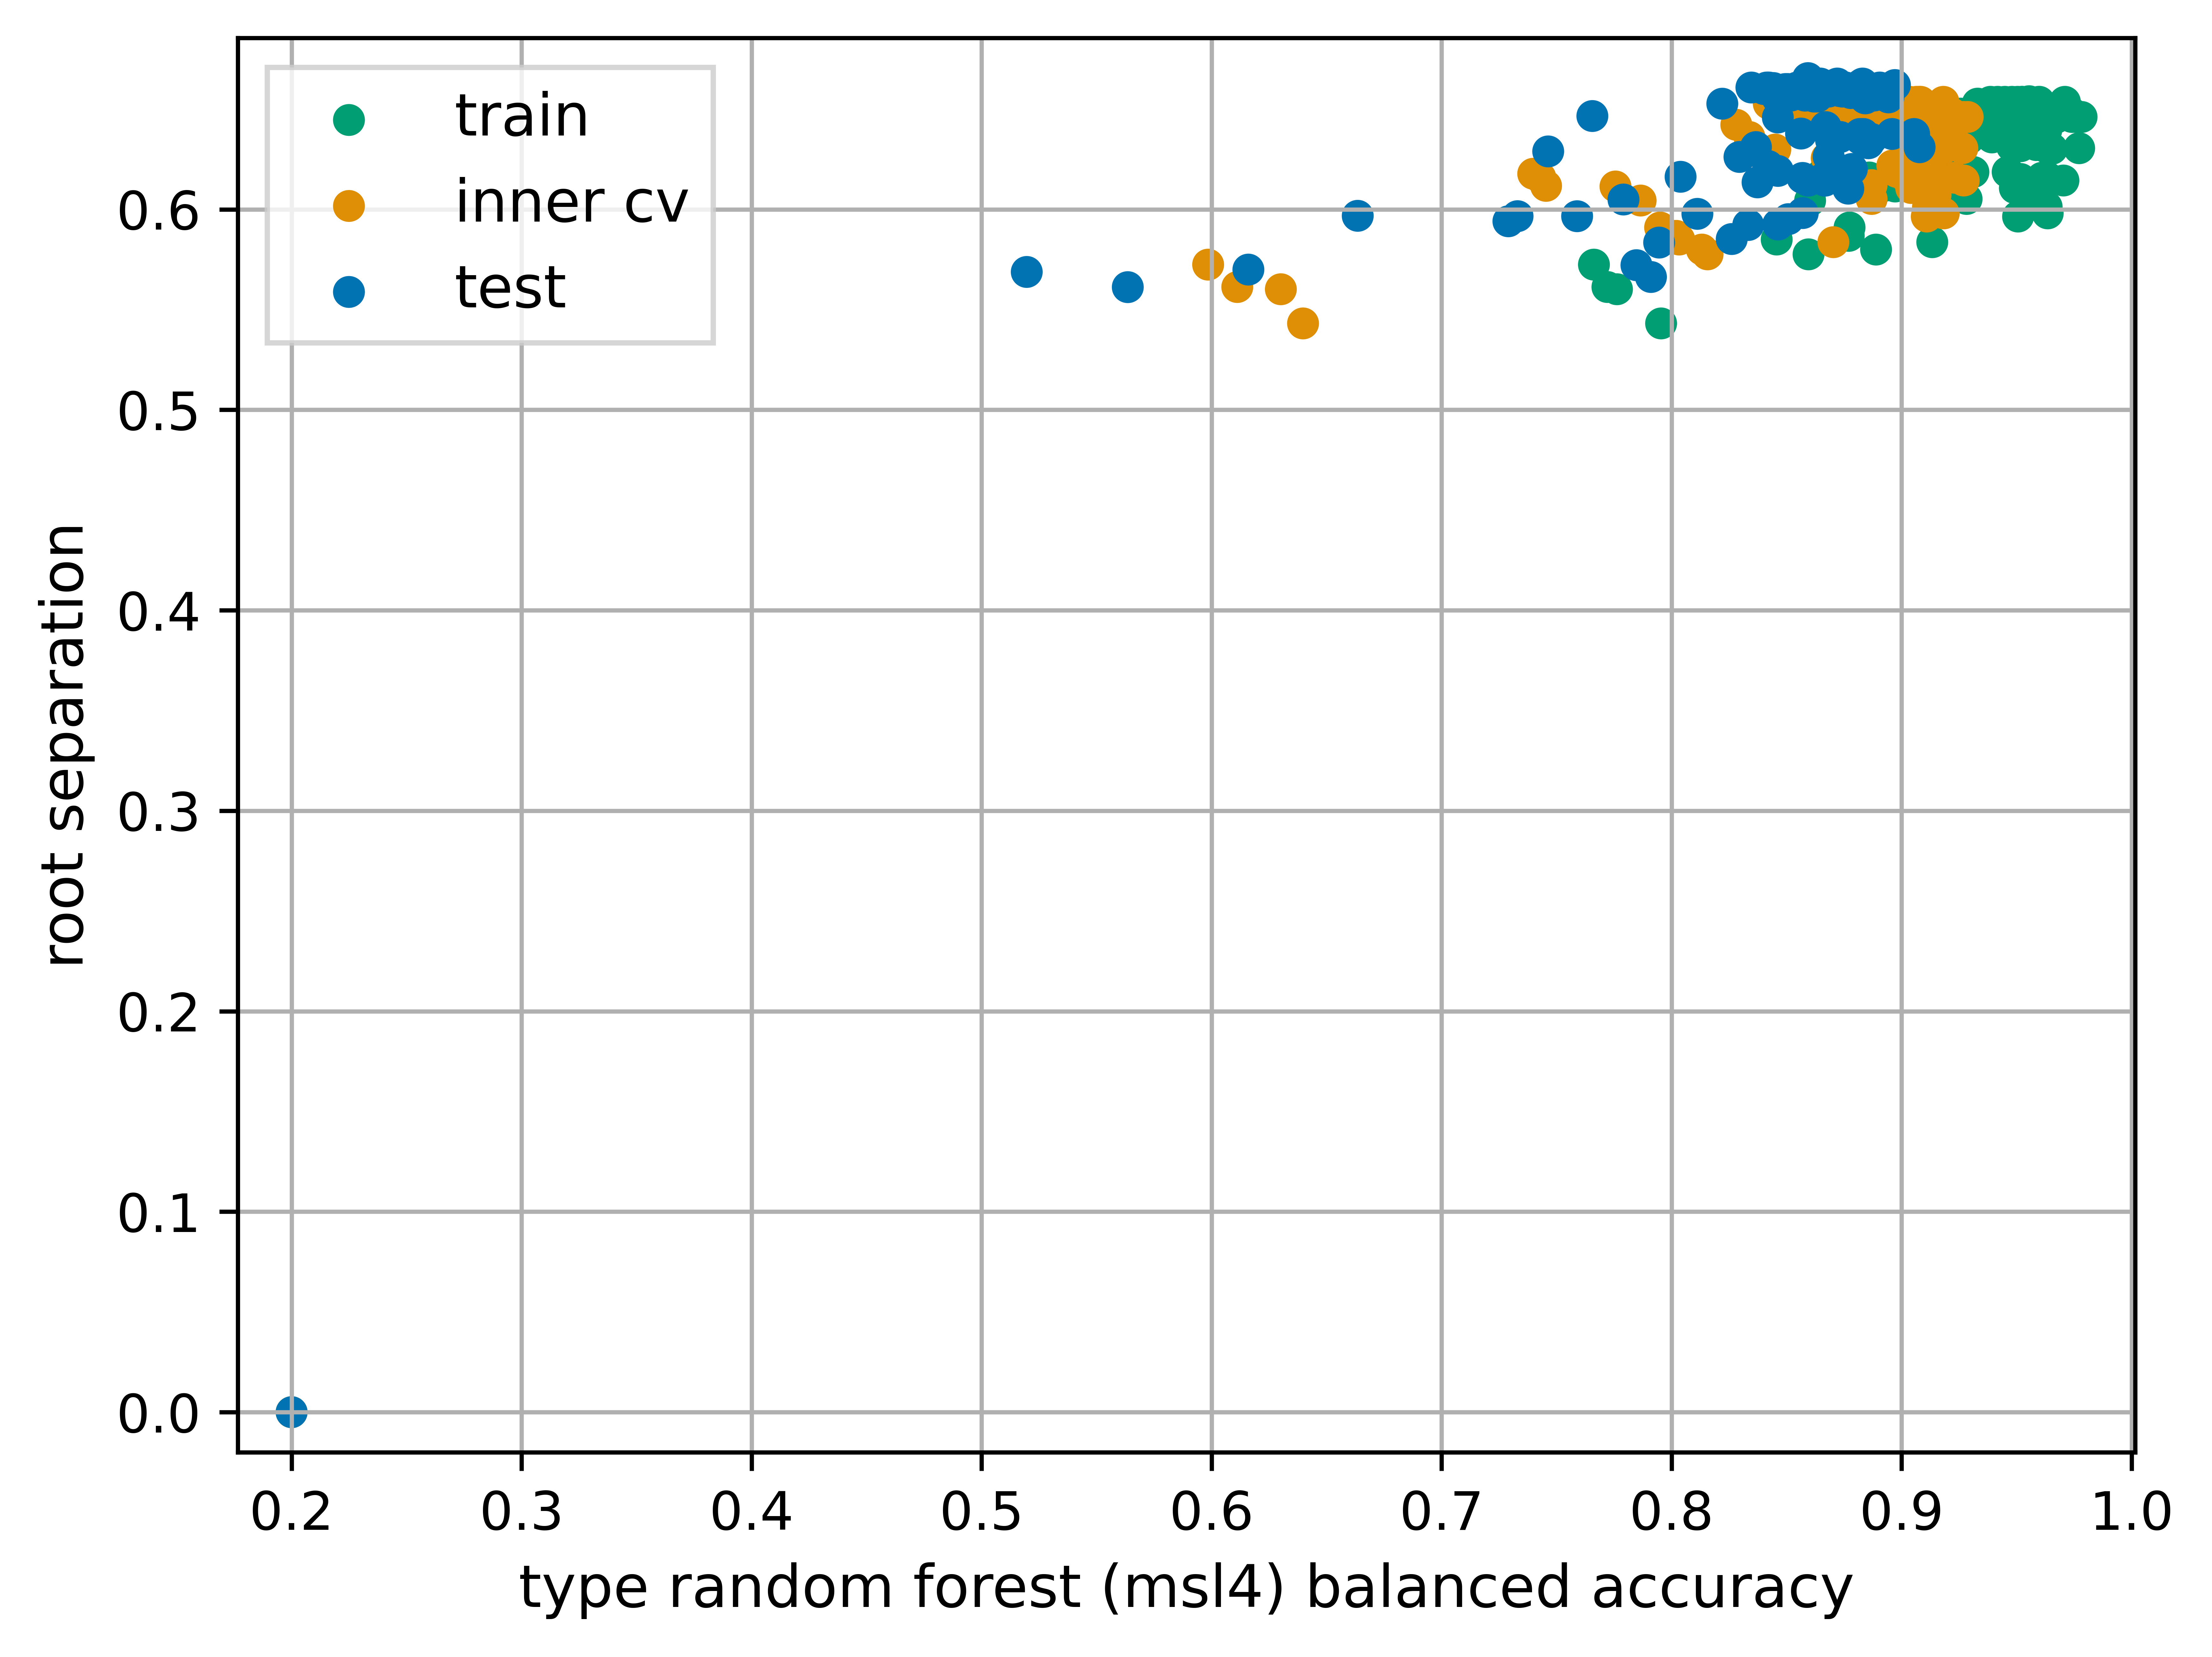 train
inner cv
test
0.6
0.5
0.4
0.3
0.2
0.1
0.0
root separation
0.2 0.3 0.4 0.5 0.6 0.7 0.8 0.9 1.0
type random forest (msl4) balanced accuracy